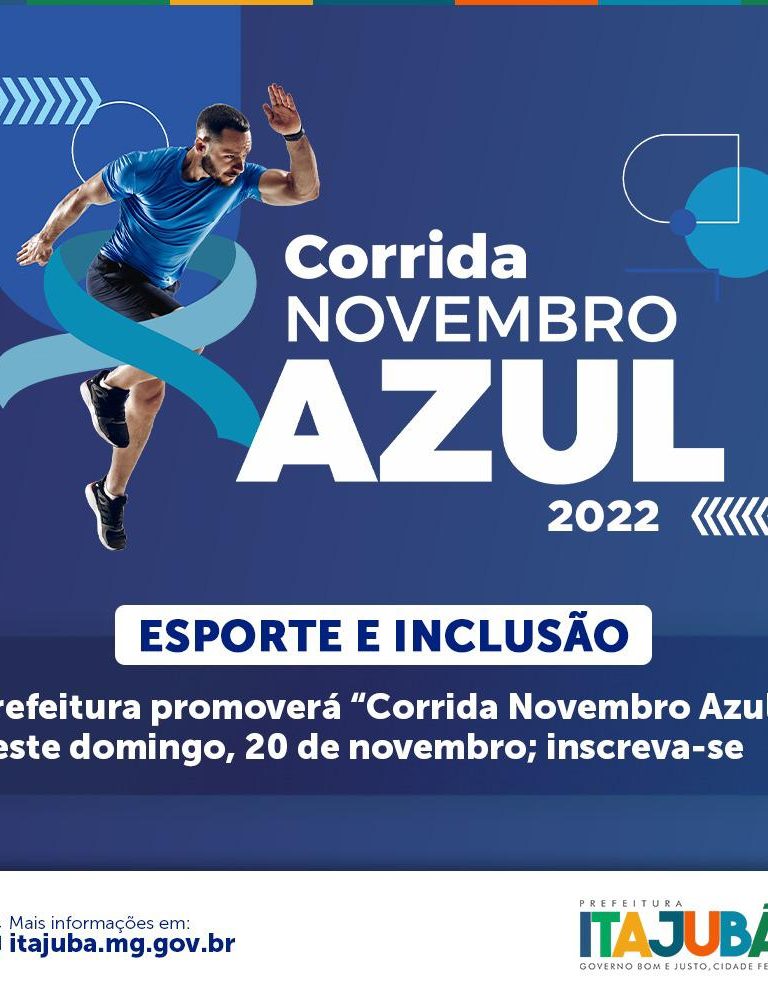 Corrida
NOVEMBRO
AZUL
2022
ESPORTE E INCLUSÃO
refeitura promoverá “Corrida Novembro Azul
este domingo, 20 de novembro; inscreva-se
Mais informações em:
itajuba.mg.gov.br
PREFEITURA
ITAJUBÁ
GOVERNO BOM E JUSTO, CIDADE FE